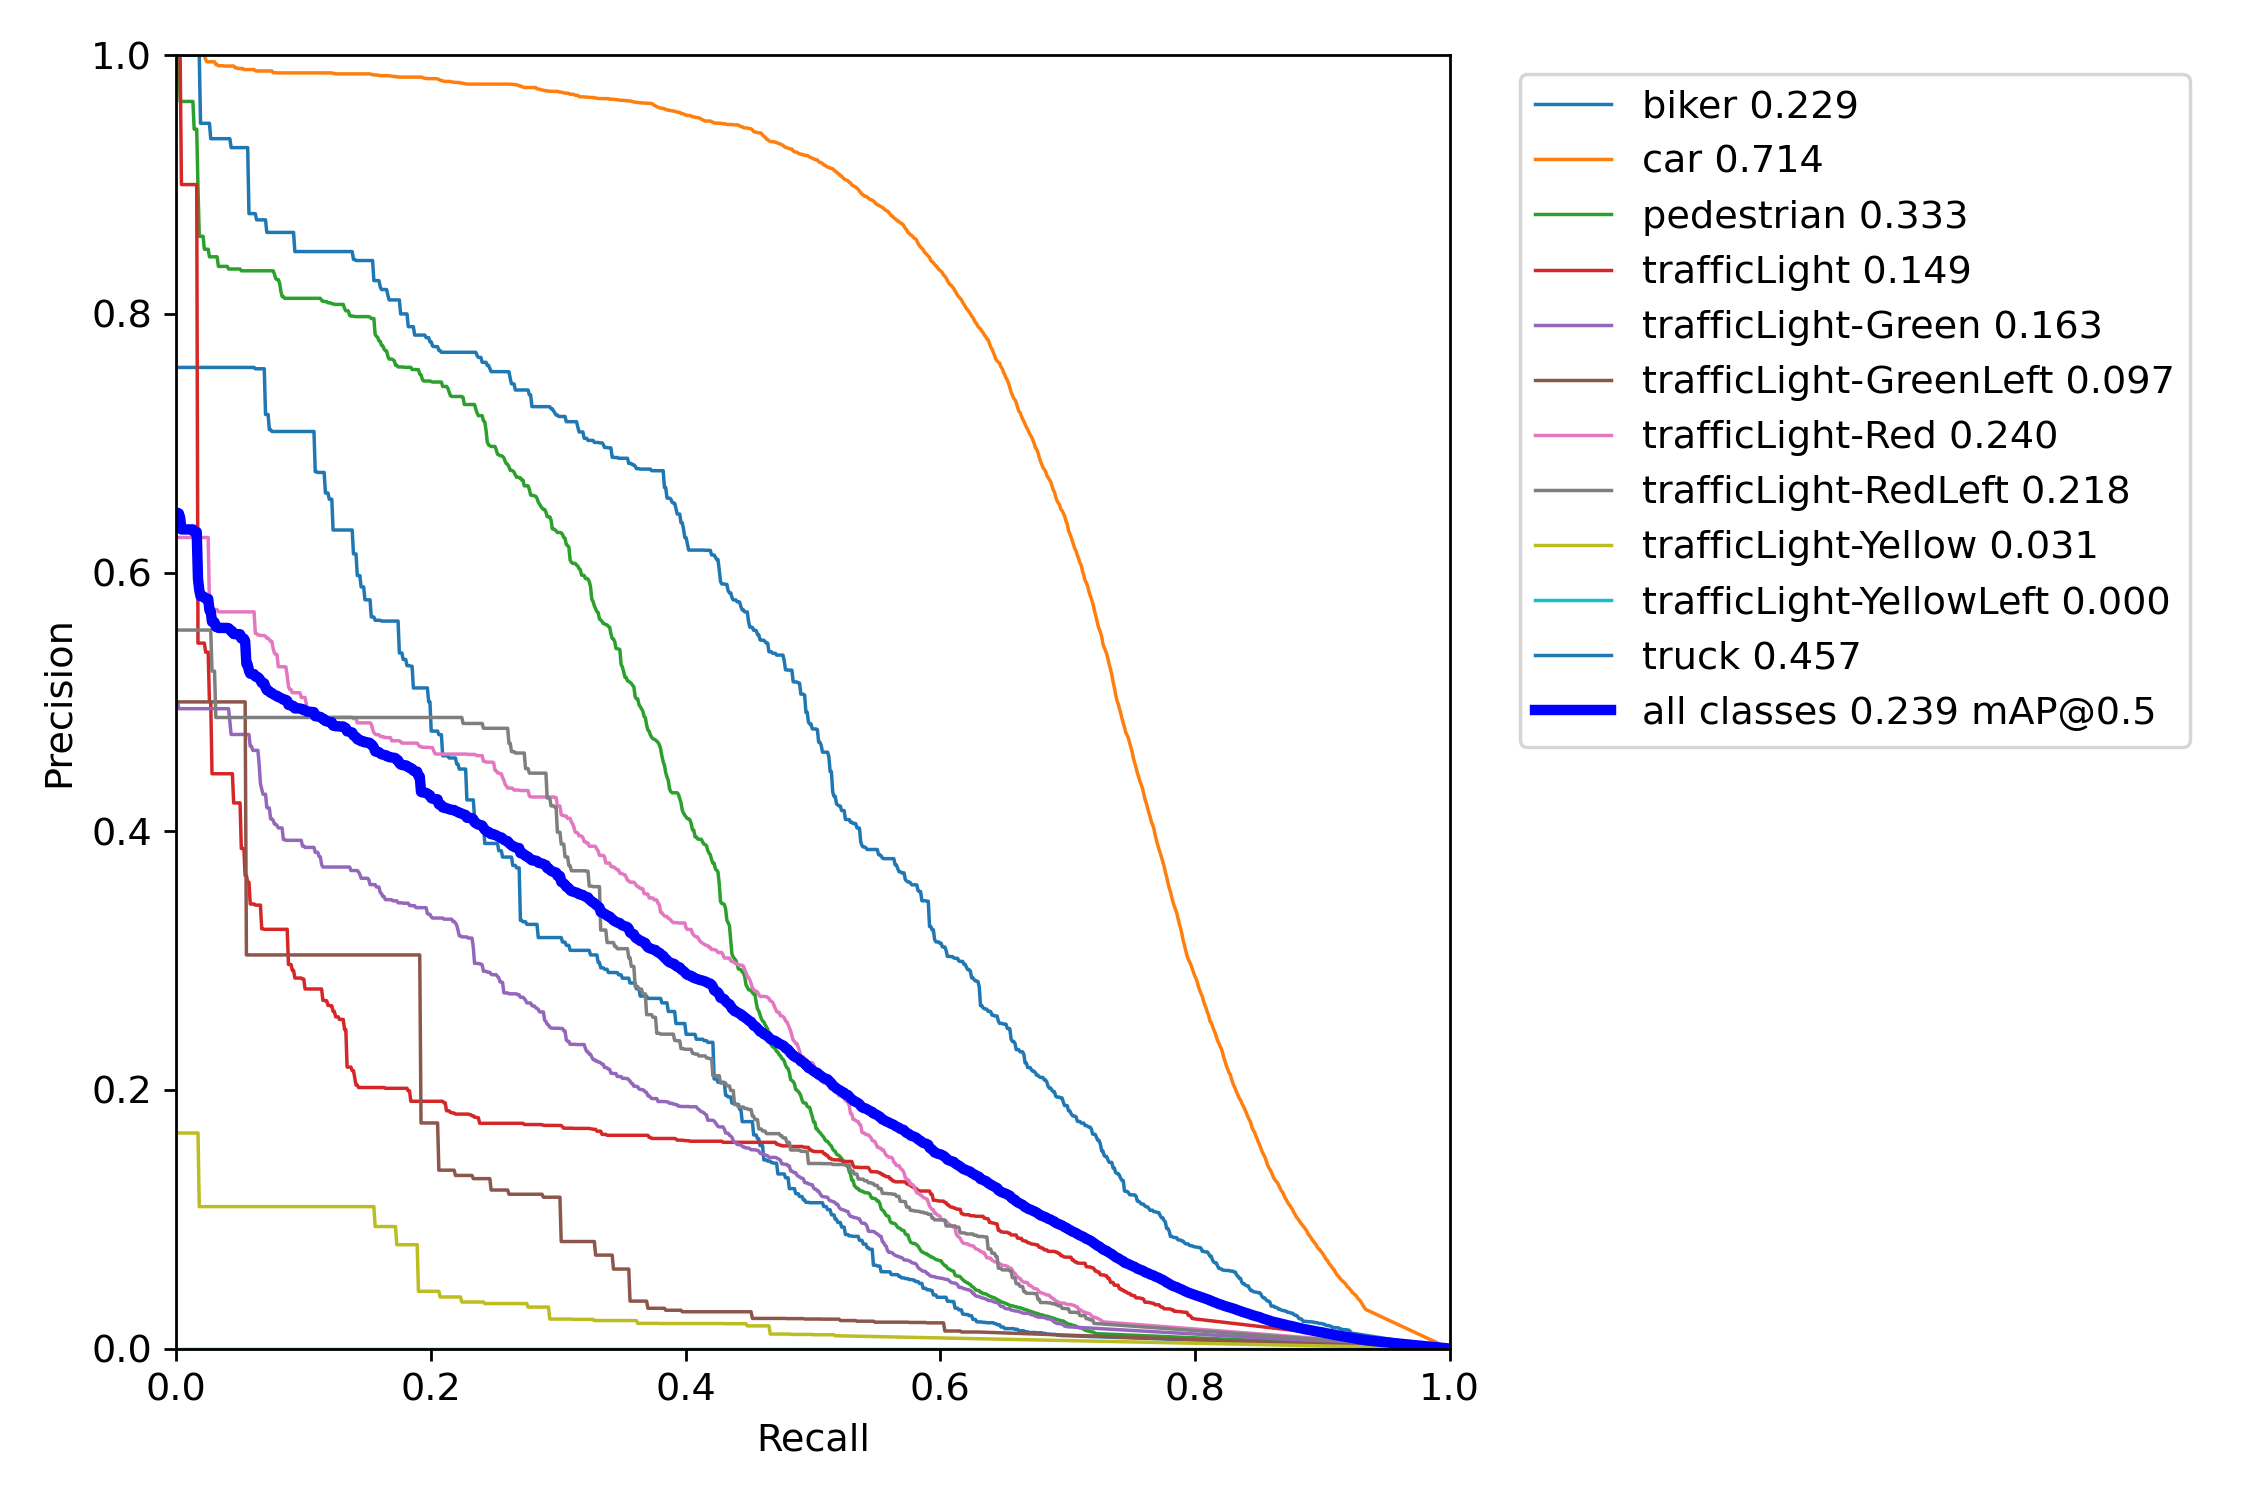 1.0
0.8
0.6
0.4
0.2
0.0
Precision
0.0 0.2 0.4 0.6 0.8 1.0
Recall
biker 0.229
car 0.714
pedestrian 0.333
trafficLight 0.149
trafficLight-Green 0.163
trafficLight-GreenLeft 0.097
trafficLight-Red 0.240
trafficLight-RedLeft 0.218
trafficLight-Yellow 0.031
trafficLight-YellowLeft 0.000
truck 0.457
all classes 0.239 mAP@0.5